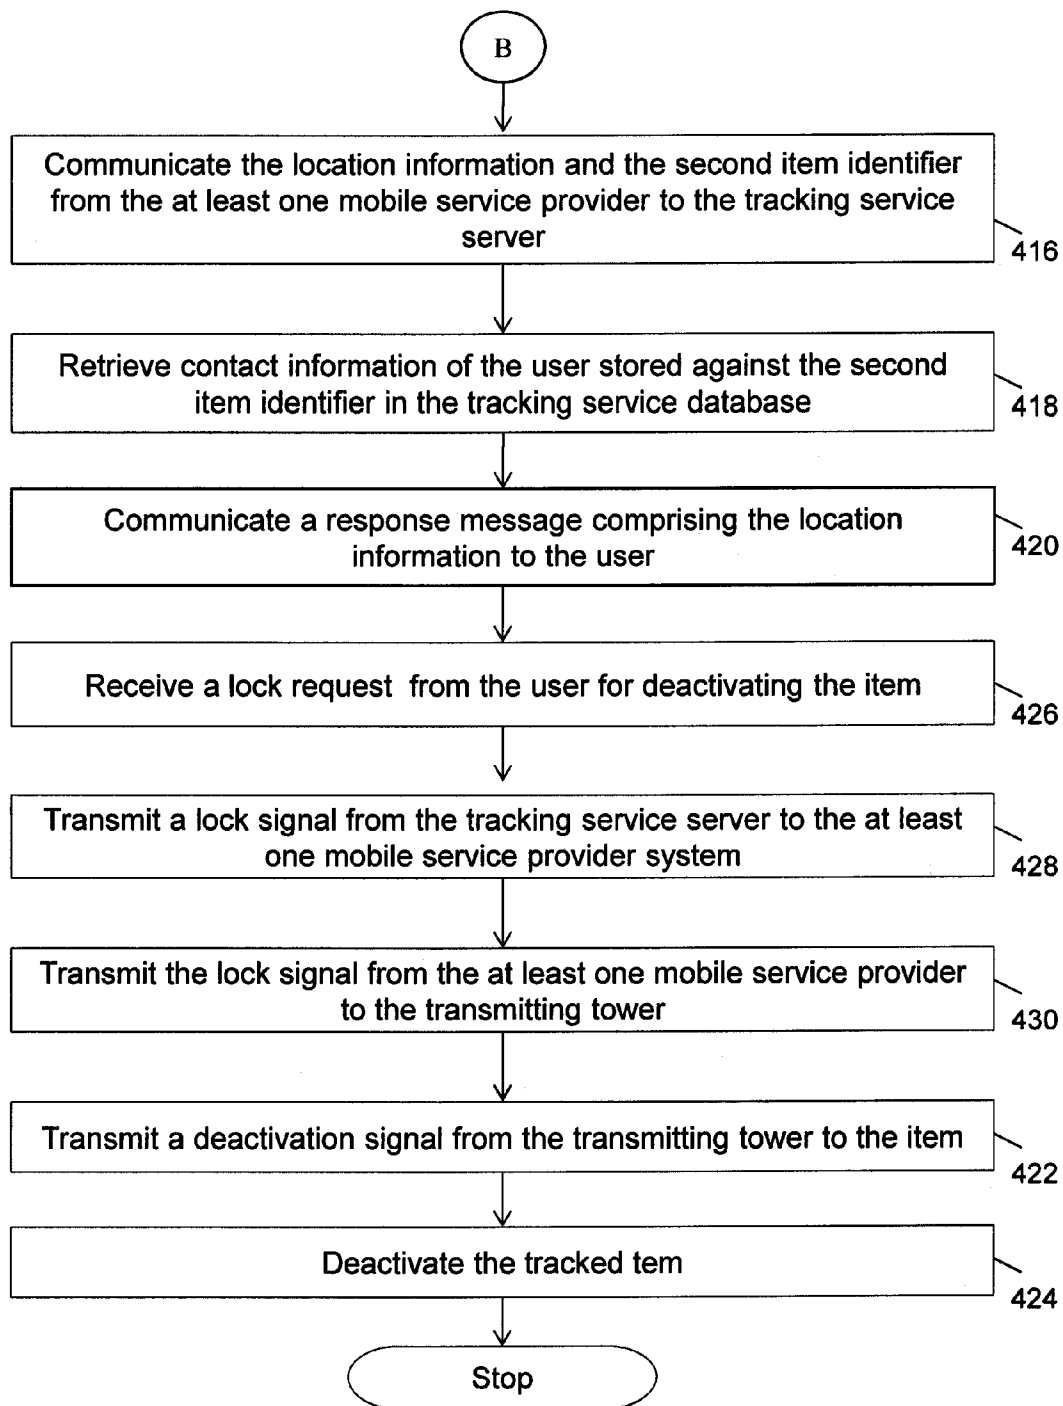 B
Communicate the location information and the second item identifier
from the at least one mobile service provider to the tracking service
server
416
Retrieve contact information of the user stored against the second
item identifier in the tracking service database
418
Communicate a response message comprising the location
information to the user
420
Receive a lock request from the user for deactivating the item
426
Transmit a lock signal from the tracking service server to the at least
one mobile service provider system
428
Transmit the lock signal from the at least one mobile service provider
to the transmitting tower
430
Transmit a deactivation signal from the transmitting tower to the item
422
Deactivate the tracked tem
424
Stop